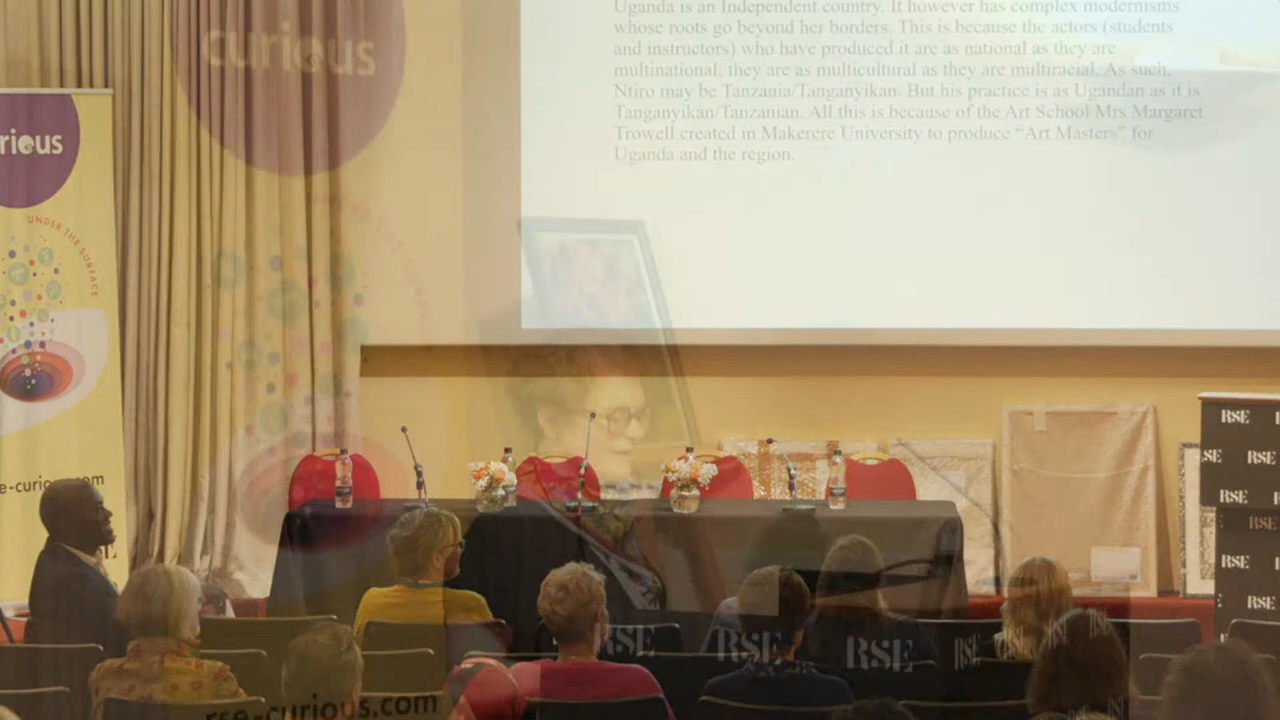 Uganda is an Independent country. It however has complex modernisms
whose roots go beyond her borders. This is because the actors (students
and instructors) who have produced it are as national as they are
multinational; they are as multicultural as they are multiracial. As such,
Ntiro may be Tanzania/Tanganyikan. But his practice is as Ugandan as it is
Tanganyikan/Tanzanian. All this is because of the Art School Mrs Margaret
Trowell created in Makerere University to produce “Art Masters” for
Uganda and the region.
curious
rious
UNDER THE SURFACE
e-curious.com
RSE
SE RSE
RSE
RSE
RSE
RSE
RSE RSE RSE RSE
rse-curious.com